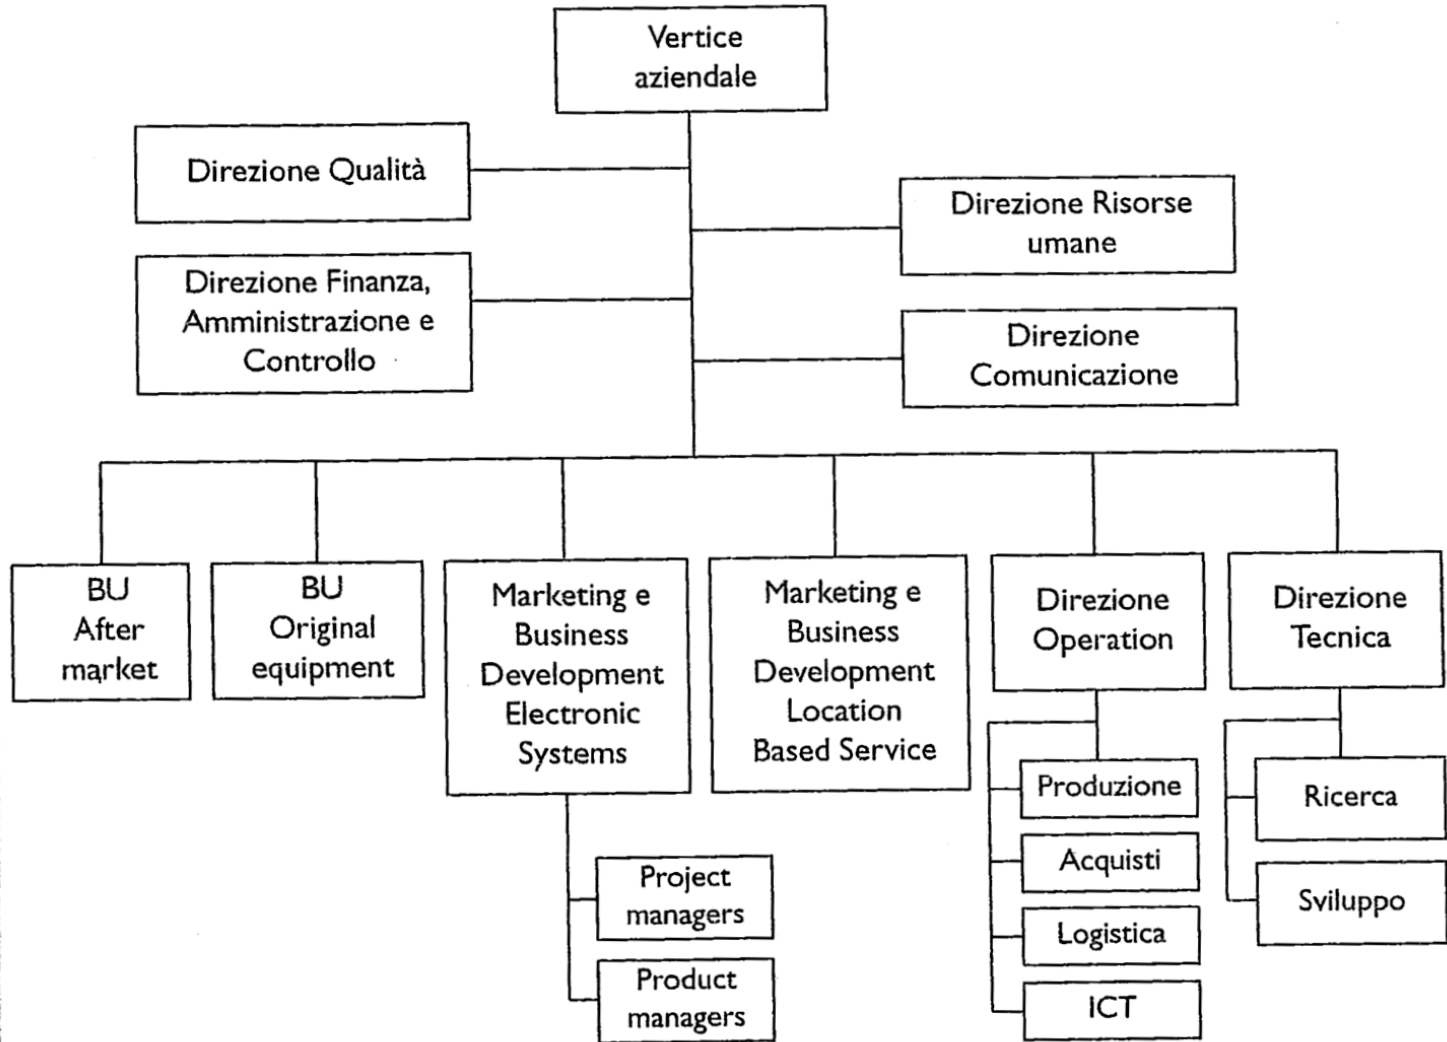 Vertice
aziendale
Direzione Qualità
Direzione Risorse
umane
Direzione Finanza,
Amministrazione e
Controllo
Direzione
Comunicazione
BU
After
market
BU
Original
equipment
Marketing e
Business
Development
Electronic
Systems
Marketing e
Business
Development
Location
Based Service
Direzione
Operation
Direzione
Tecnica
Project
managers
Product
managers
Produzione
Acquisti
Logistica
ICT
Ricerca
Sviluppo